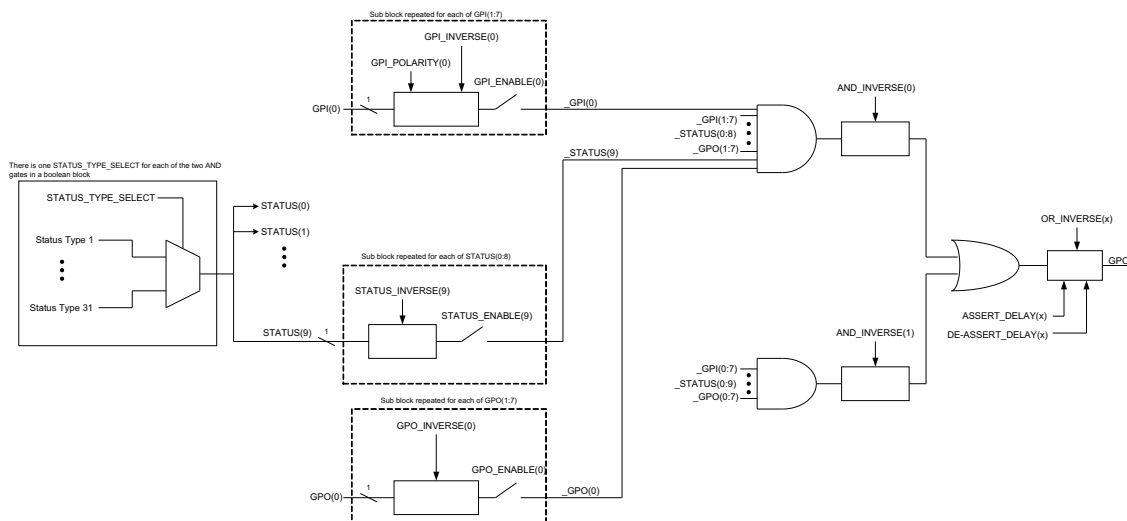 Sub block repeated for each of GPI(1:7)
GPI_INVERSE(0)
GPI_POLARITY(0)
GPI_ENABLE(0)
GPI(0)
1
_GPI(0)
AND_INVERSE(0)
_GPI(1:7)
_STATUS(0:8)
_GPO(1:7)
_STATUS(9)
There is one STATUS_TYPE_SELECT for each of the two AND
gates in a boolean block
STATUS_TYPE_SELECT
Status Type 1
Status Type 31
STATUS(0)
STATUS(1)
STATUS(9)
1
Sub block repeated for each of STATUS(0:8)
STATUS_INVERSE(9)
STATUS_ENABLE(9)
OR_INVERSE(x)
GPO
ASSERT_DELAY(x)
DE-ASSERT_DELAY(x)
AND_INVERSE(1)
_GPI(0:7)
_STATUS(0:9)
_GPO(0:7)
Sub block repeated for each of GPO(1:7)
GPO_INVERSE(0)
GPO_ENABLE(0)
GPO(0)
1
_GPO(0)